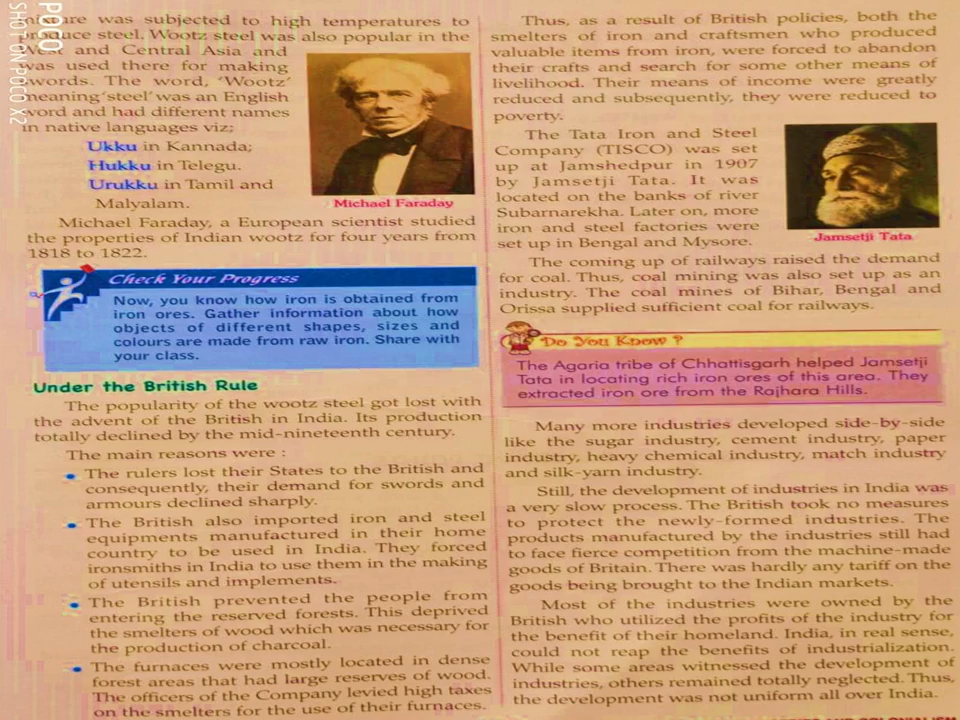 mixture was subjected to high temperatures to
produce steel. Wootz steel was also popular in the
West and Central Asia and
was used there for making
swords. The word, 'Wootz'
meaning 'steel' was an English
word and had different names
in native languages viz;
Ukku in Kannada;
Hukku in Telegu.
Urukku in Tamil and
Malyalam.
Michael Faraday
Michael Faraday, a European scientist studied
the properties of Indian wootz for four years from
1818 to 1822.
Check Your Progress
Now, you know how iron is obtained from
iron ores. Gather information about how
objects of different shapes, sizes and
colours are made from raw iron. Share with
your class.
Under the British Rule
The popularity of the wootz steel got lost with
the advent of the British in India. Its production
totally declined by the mid-nineteenth century.
The main reasons were :
• The rulers lost their States to the British and
consequently, their demand for swords and
armours declined sharply.
• The British also imported iron and steel
equipments manufactured in their home
country to be used in India. They forced
ironsmiths in India to use them in the making
of utensils and implements.
• The British prevented the people from
entering the reserved forests. This deprived
the smelters of wood which was necessary for
the production of charcoal.
• The furnaces were mostly located in dense
forest areas that had large reserves of wood.
The officers of the Company levied high taxes
on the smelters for the use of their furnaces.
Thus, as a result of British policies, both the
smelters of iron and craftsmen who produced
valuable items from iron, were forced to abandon
their crafts and search for some other means of
livelihood. Their means of income were greatly
reduced and subsequently, they were reduced to
poverty.
The Tata Iron and Steel
Company (TISCO) was set
up at Jamshedpur in 1907
by Jamsetji Tata. It was
located on the banks of river
Subarnarekha. Later on, more
iron and steel factories were
set up in Bengal and Mysore.
Jamsetji Tata
The coming up of railways raised the demand
for coal. Thus, coal mining was also set up as an
industry. The coal mines of Bihar, Bengal and
Orissa supplied sufficient coal for railways.
Do You Know ?
The Agaria tribe of Chhattisgarh helped Jamsetji
Tata in locating rich iron ores of this area. They
extracted iron ore from the Rajhara Hills.
Many more industries developed side-by-side
like the sugar industry, cement industry, paper
industry, heavy chemical industry, match industry
and silk-yarn industry.
Still, the development of industries in India was
a very slow process. The British took no measures
to protect the newly-formed industries. The
products manufactured by the industries still had
to face fierce competition from the machine-made
goods of Britain. There was hardly any tariff on the
goods being brought to the Indian markets.
Most of the industries were owned by the
British who utilized the profits of the industry for
the benefit of their homeland. India, in real sense,
could not reap the benefits of industrialization.
While some areas witnessed the development of
industries, others remained totally neglected. Thus,
the development was not uniform all over India.
AND COLONIALISM
POCO
SHOT ON POCO X2